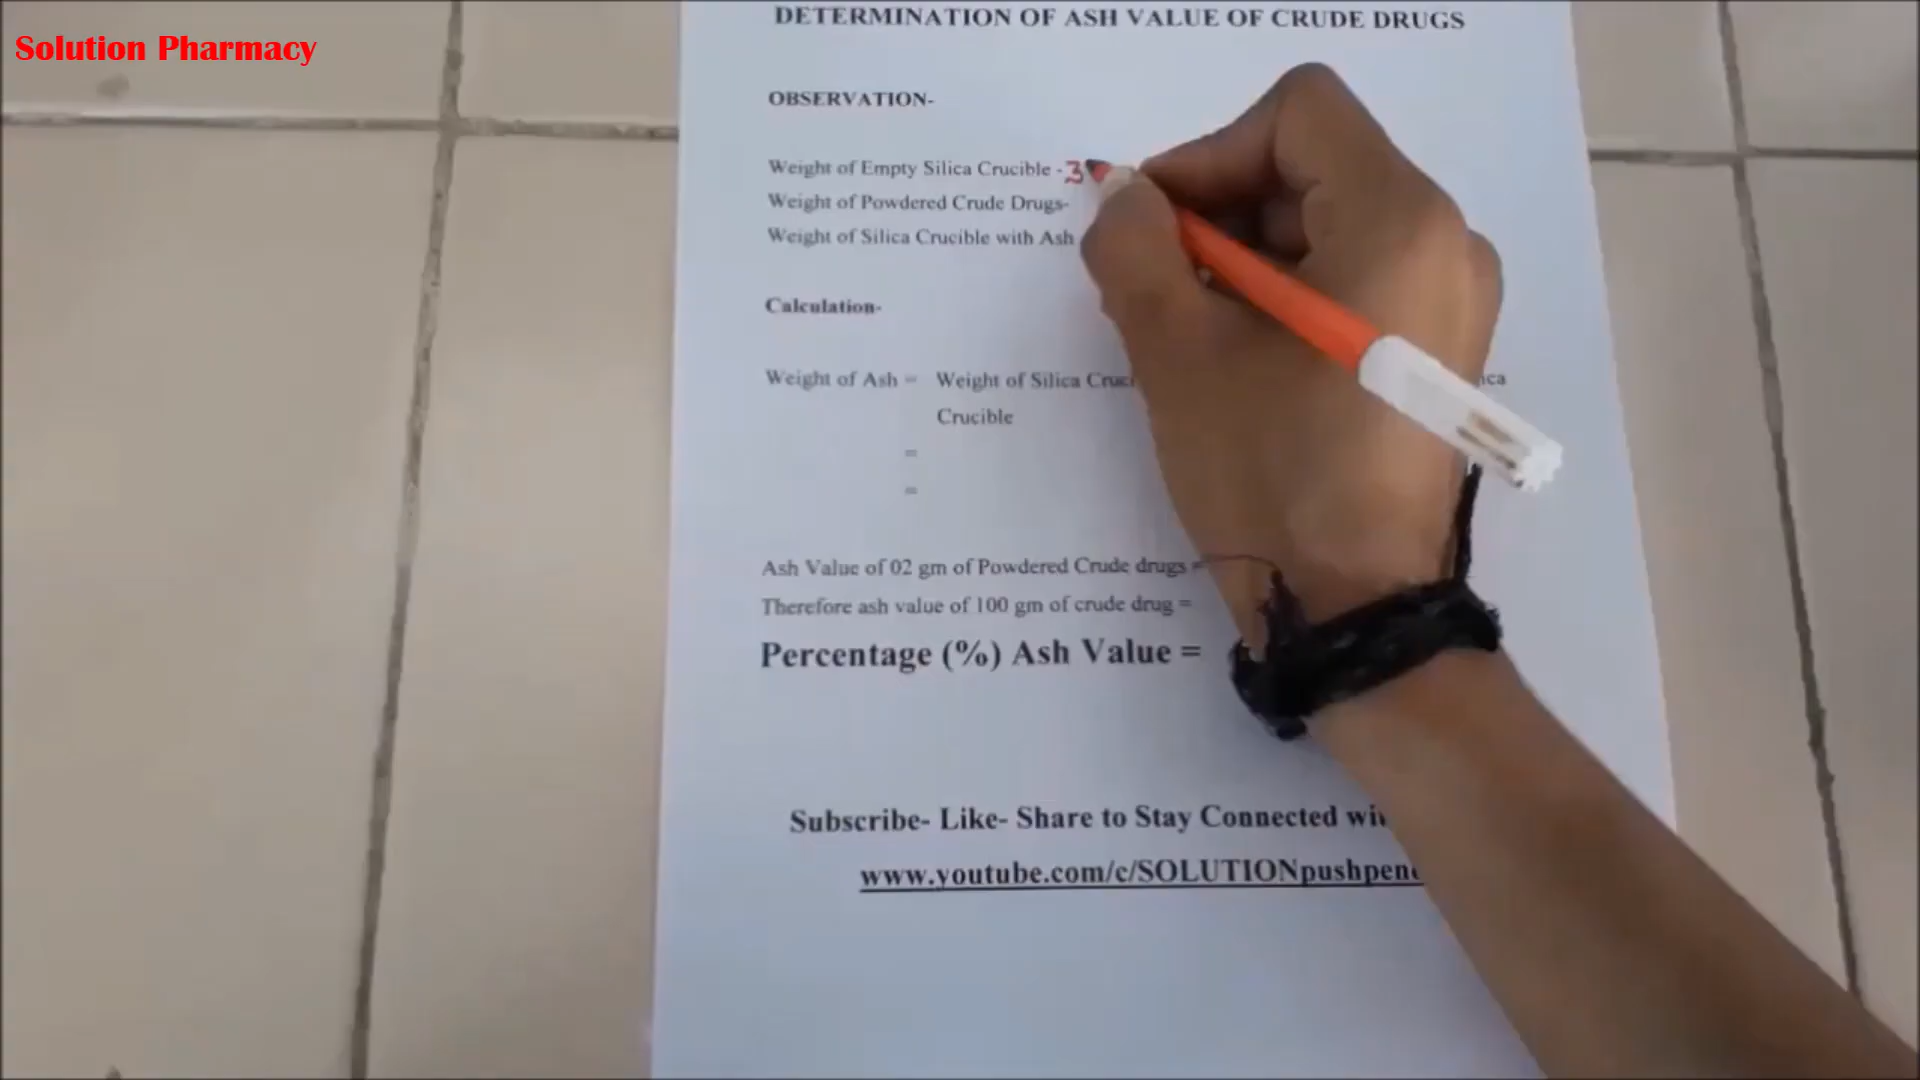 Solution Pharmacy
DETERMINATION OF ASH VALUE OF CRUDE DRUGS
OBSERVATION-
Weight of Empty Silica Crucible - 3
Weight of Powdered Crude Drugs-
Weight of Silica Crucible with Ash
Calculation-
Weight of Ash = Weight of Silica
Crucible
=
=
Ash Value of 02 gm of Powdered Crude drugs =
Therefore ash value of 100 gm of crude drug =
Percentage (%) Ash Value =
Subscribe- Like- Share to Stay Connected
www.youtube.com/c/SOLUTIONpushpen